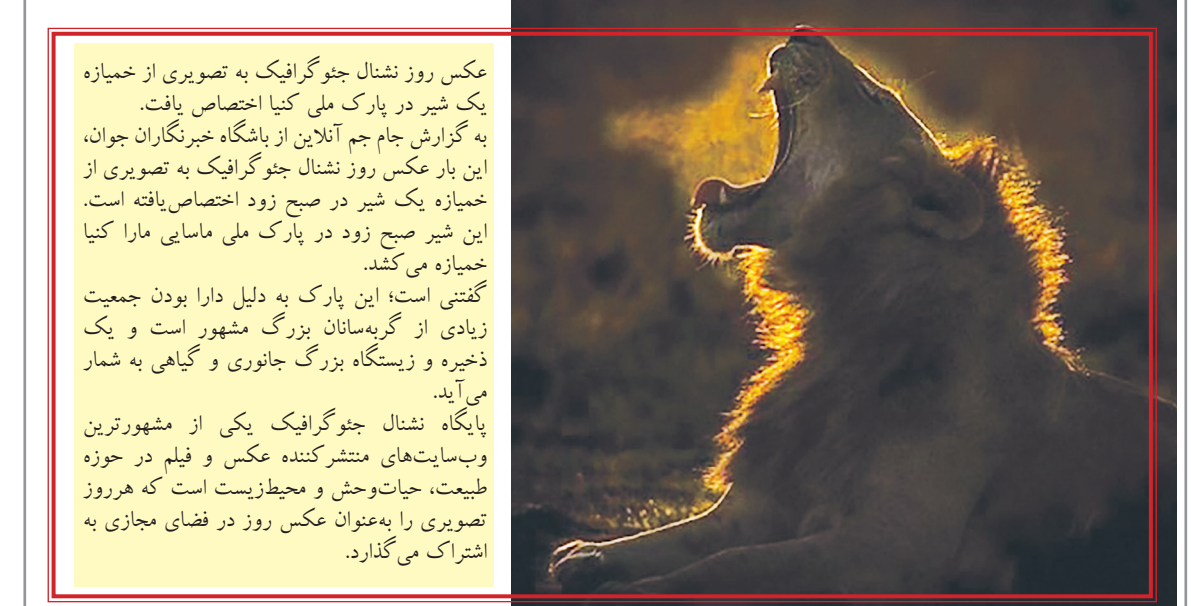 عکس روز نشنال جئوگرافیک به تصویری از خمیازه
یک شیر در پارک ملی کنیا اختصاص یافت.
به گزارش جام جم آنلاین از باشگاه خبرنگاران جوان،
این بار عکس روز نشنال جئوگرافیک به تصویری از
خمیازه یک شیر در صبح زود اختصاص‌یافته است.
این شیر صبح زود در پارک ملی ماسایی مارا کنیا
خمیازه می‌کشد.
گفتنی است؛ این پارک به دلیل دارا بودن جمعیت
زیادی از گربه‌سانان بزرگ مشهور است و یک
ذخیره و زیستگاه بزرگ جانوری و گیاهی به شمار
می‌آید.
پایگاه نشنال جئوگرافیک یکی از مشهورترین
وب‌سایت‌های منتشرکننده عکس و فیلم در حوزه
طبیعت، حیات‌وحش و محیط‌زیست است که هرروز
تصویری را به‌عنوان عکس روز در فضای مجازی به
اشتراک می‌گذارد.